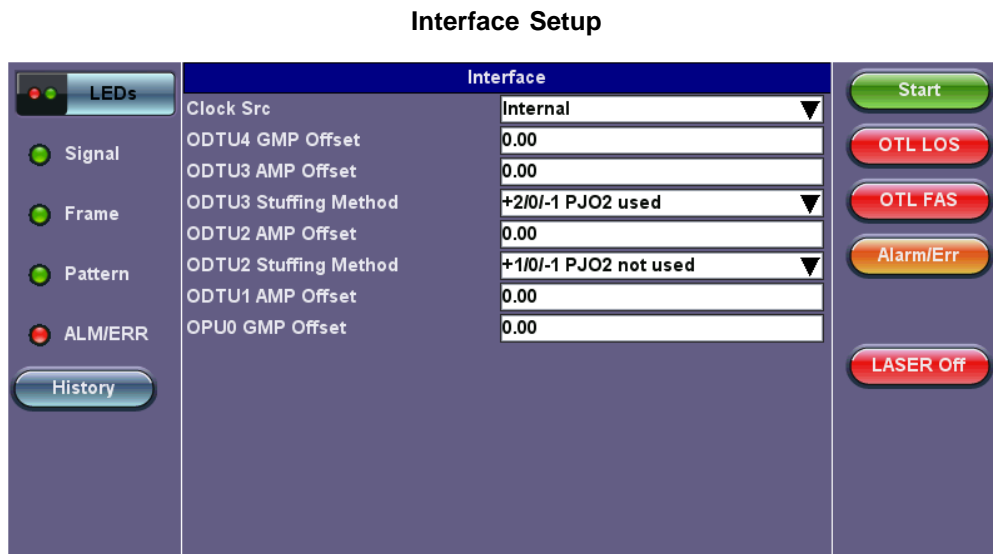 Interface Setup
LEDs
Signal
Frame
Pattern
ALM/ERR
History
Interface
Clock Src Internal
ODTU4 GMP Offset 0.00
ODTU3 AMP Offset 0.00
ODTU3 Stuffing Method +2/0/-1 PJO2 used
ODTU2 AMP Offset 0.00
ODTU2 Stuffing Method +1/0/-1 PJO2 not used
ODTU1 AMP Offset 0.00
OPU0 GMP Offset 0.00
Start
OTL LOS
OTL FAS
Alarm/Err
LASER Off